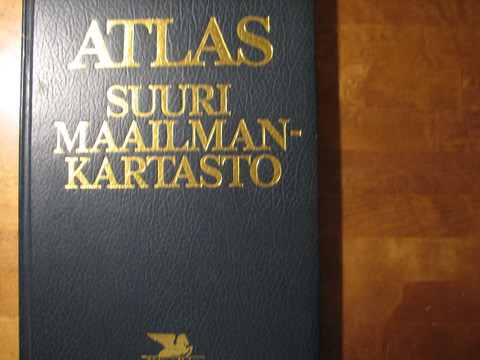 ATLAS
SUURI
MAAILMAN-
KARTASTO